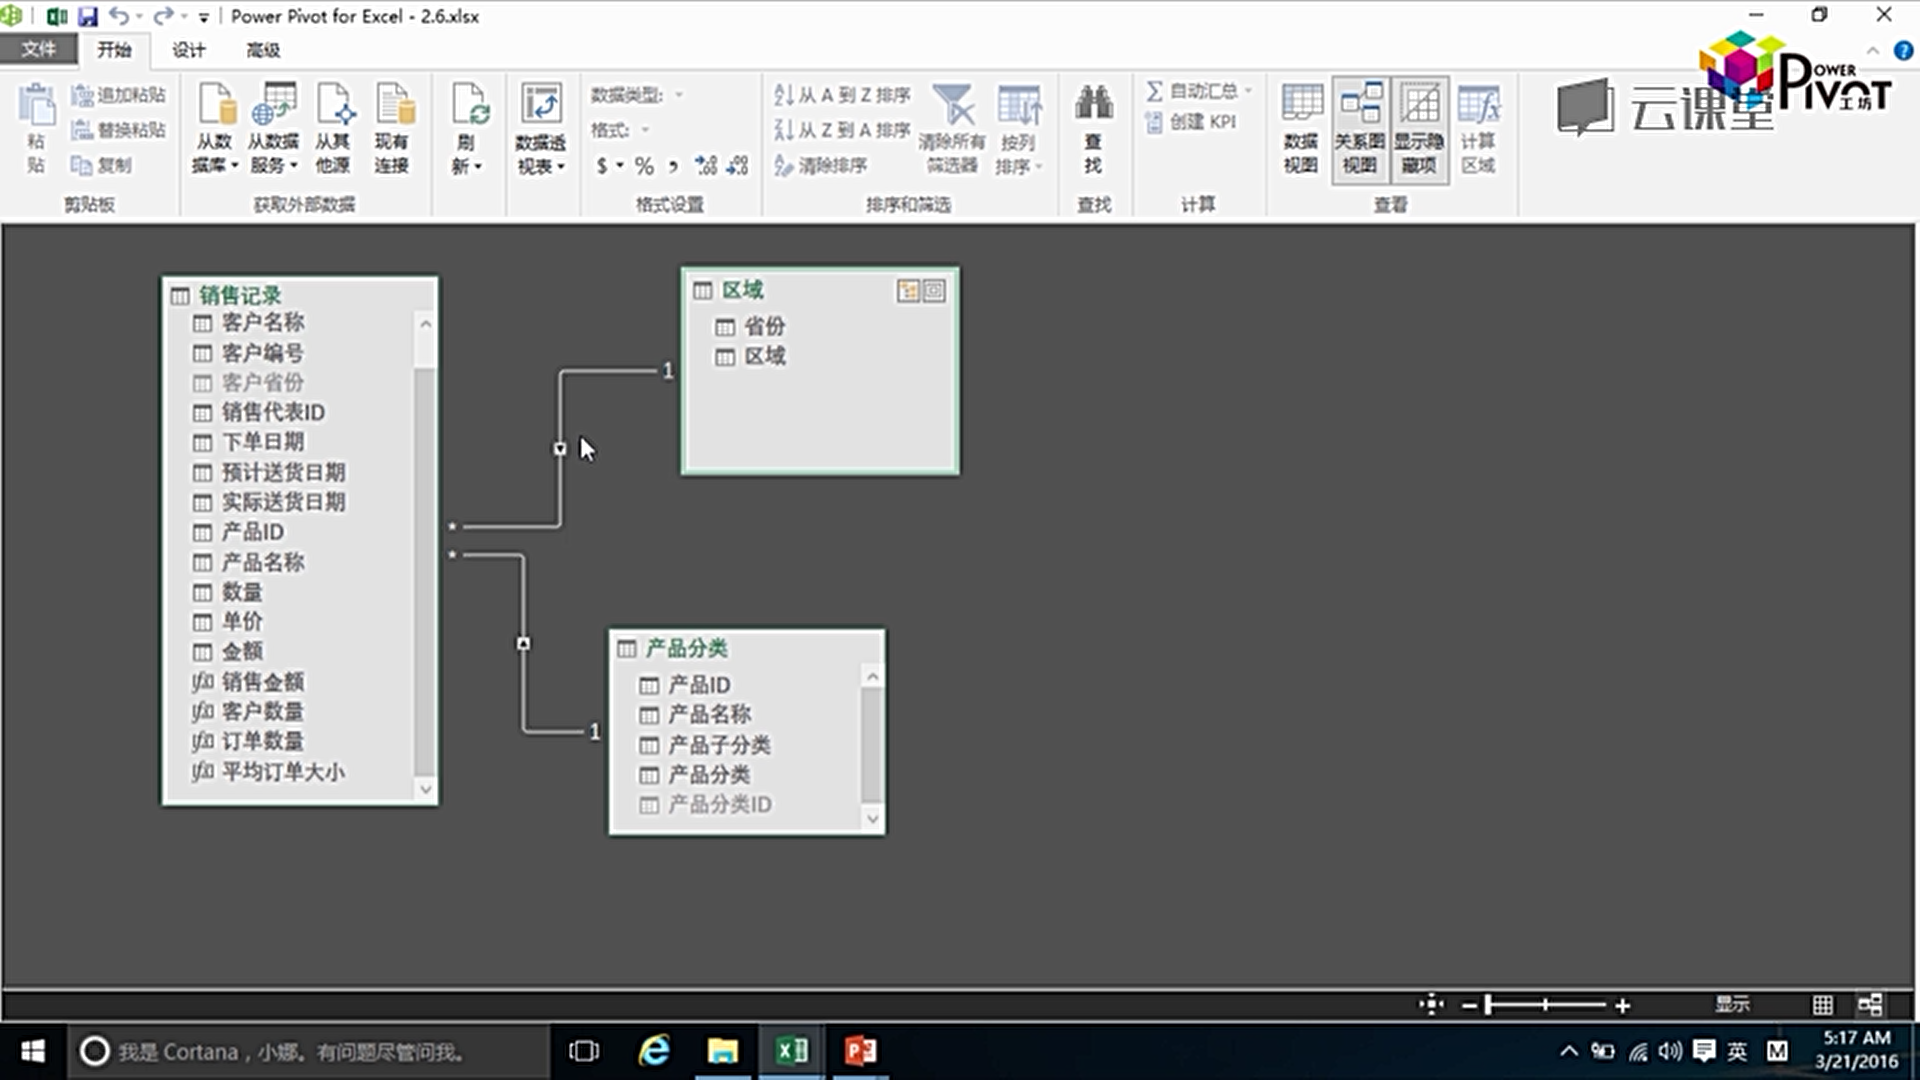 Power Pivot for Excel - 2.6.xlsx
文件 开始 设计 高级
粘贴 追加粘贴 替换粘贴 复制
剪贴板
从数据库 从数据服务 从其他源 现有连接
获取外部数据
刷新
数据透视表
数据类型:
格式:
$ % ,
格式设置
从 A 到 Z 排序
从 Z 到 A 排序
清除排序
清除所有筛选器
按列排序
排序和筛选
查找
查找
自动汇总
创建 KPI
计算
数据视图 关系图视图 显示隐藏项 计算区域
查看
云课堂
POWER PIVOT 工坊
销售记录
客户名称
客户编号
客户省份
销售代表ID
下单日期
预计送货日期
实际送货日期
产品ID
产品名称
数量
单价
金额
销售金额
客户数量
订单数量
平均订单大小
区域
省份
区域
1
*
*
1
产品分类
产品ID
产品名称
产品子分类
产品分类
产品分类ID
显示
我是 Cortana，小娜。有问题尽管问我。
英
M
5:17 AM
3/21/2016